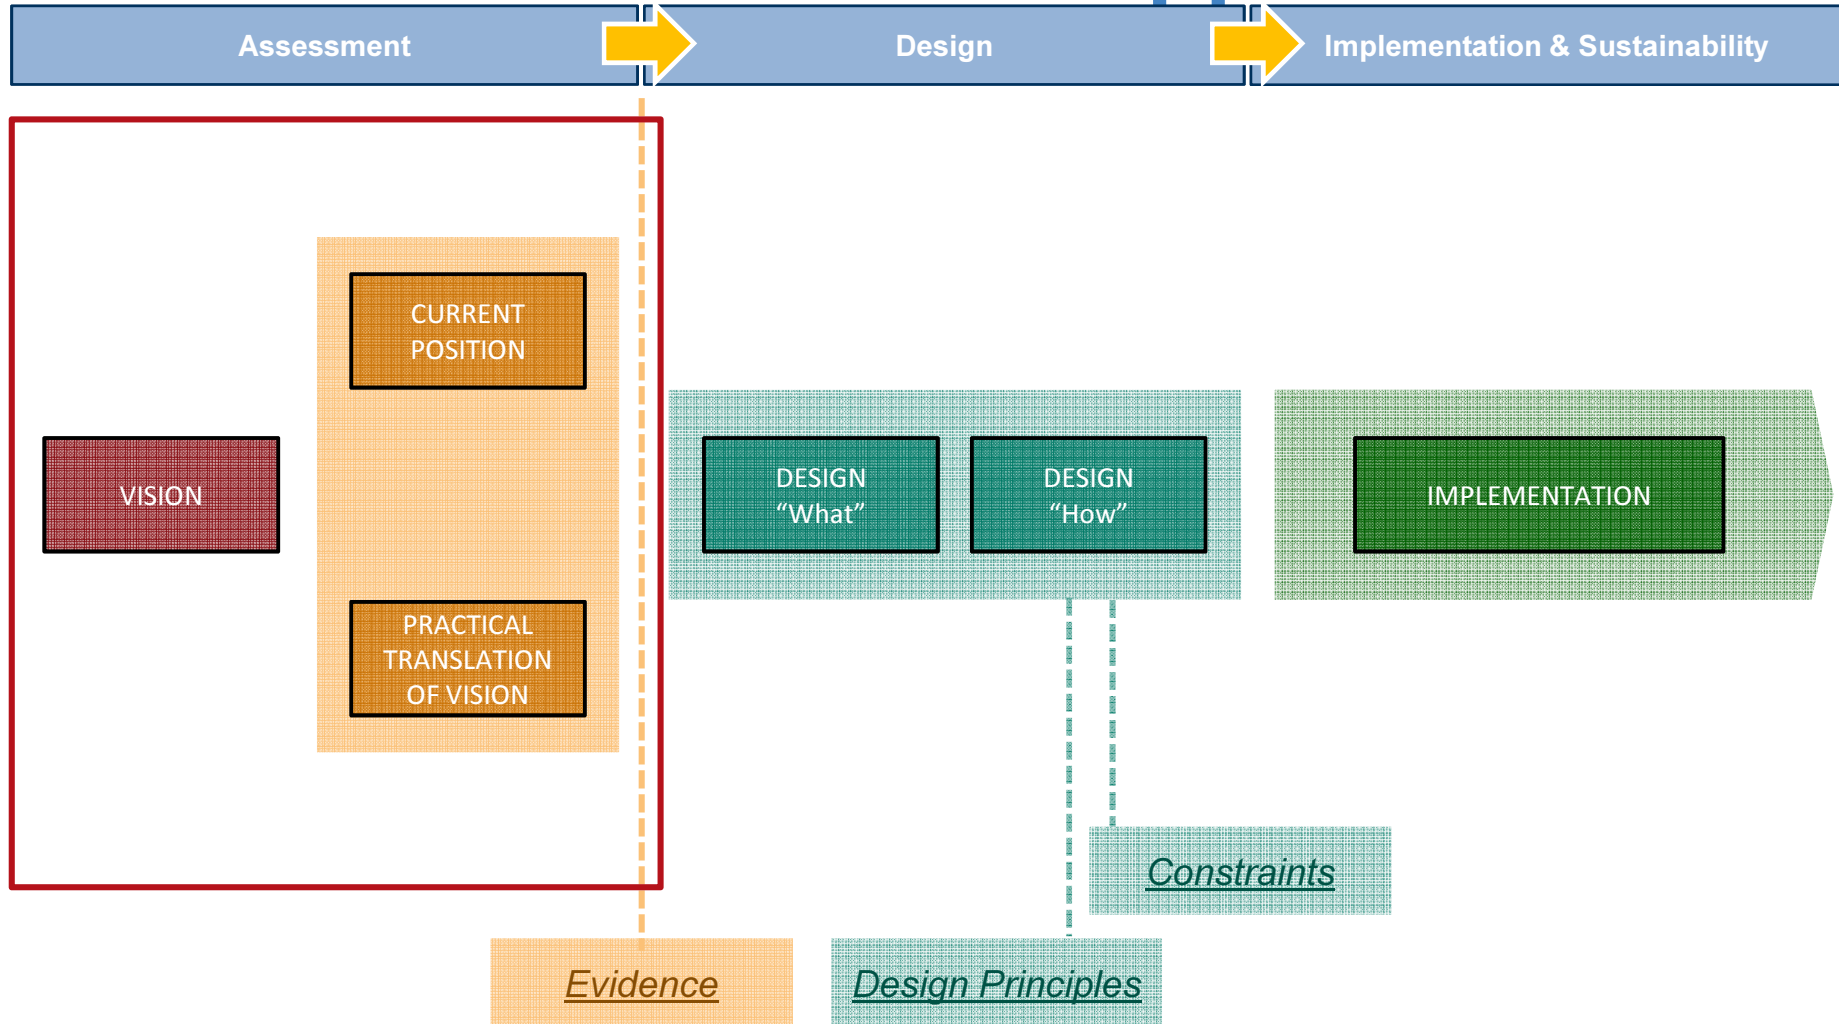 Assessment
Design
Implementation & Sustainability
CURRENT
POSITION
VISION
DESIGN
“What”
DESIGN
“How”
IMPLEMENTATION
PRACTICAL
TRANSLATION
OF VISION
Constraints
Evidence
Design Principles